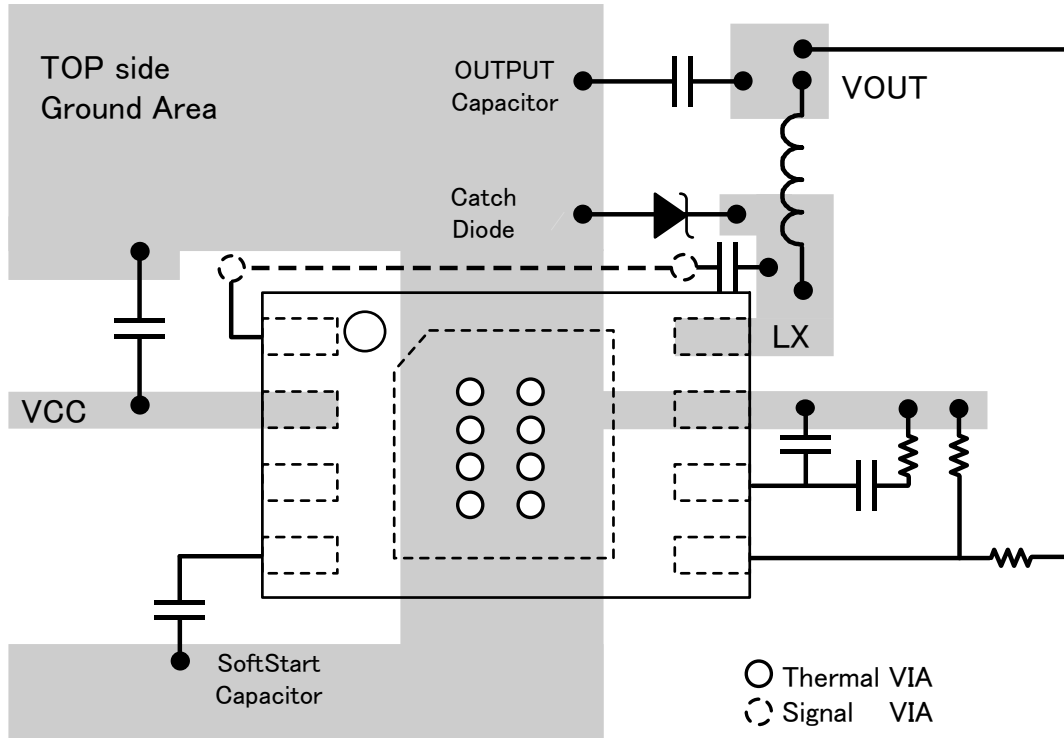 TOP side
Ground Area
OUTPUT
Capacitor
VOUT
Catch
Diode
LX
VCC
SoftStart
Capacitor
Thermal VIA
Signal VIA